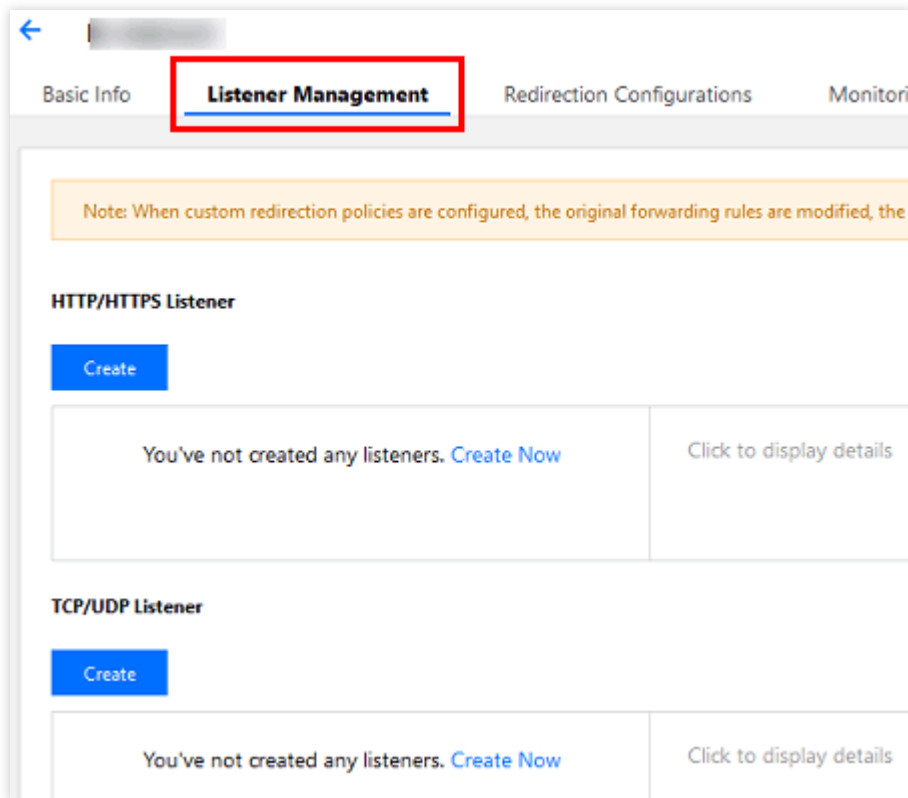 Basic Info Listener Management Redirection Configurations
Note: When custom redirection policies are configured, the original forwarding rules are modified, the
HTTP/HTTPS Listener
Create
You've not created any listeners. Create Now
Click to display details
TCP/UDP Listener
Create
You've not created any listeners. Create Now
Click to display details